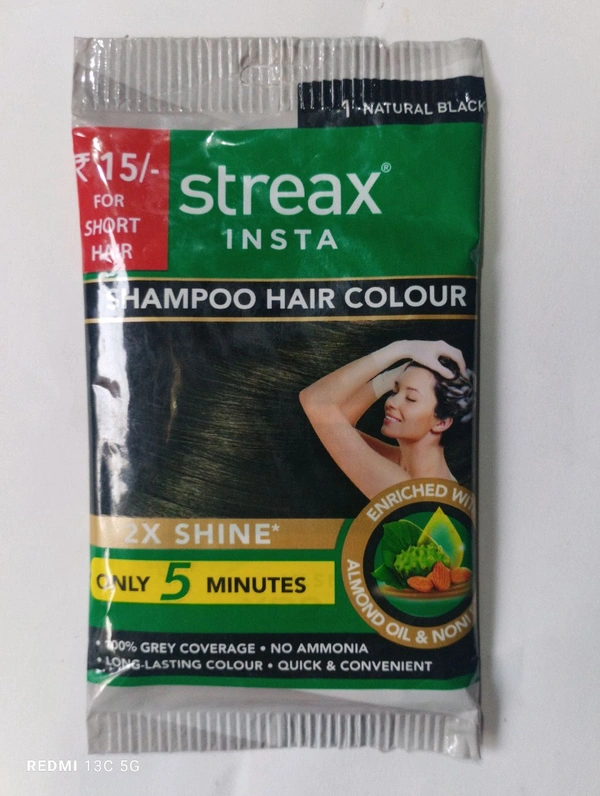 1 - NATURAL BLACK
₹ 15/-
FOR
SHORT
HAIR
streax®
INSTA
SHAMPOO HAIR COLOUR
ENRICHED WITH
ALMOND OIL & NONI
2X SHINE*
ONLY 5 MINUTES
• 100% GREY COVERAGE • NO AMMONIA
• LONG-LASTING COLOUR • QUICK & CONVENIENT
REDMI 13C 5G